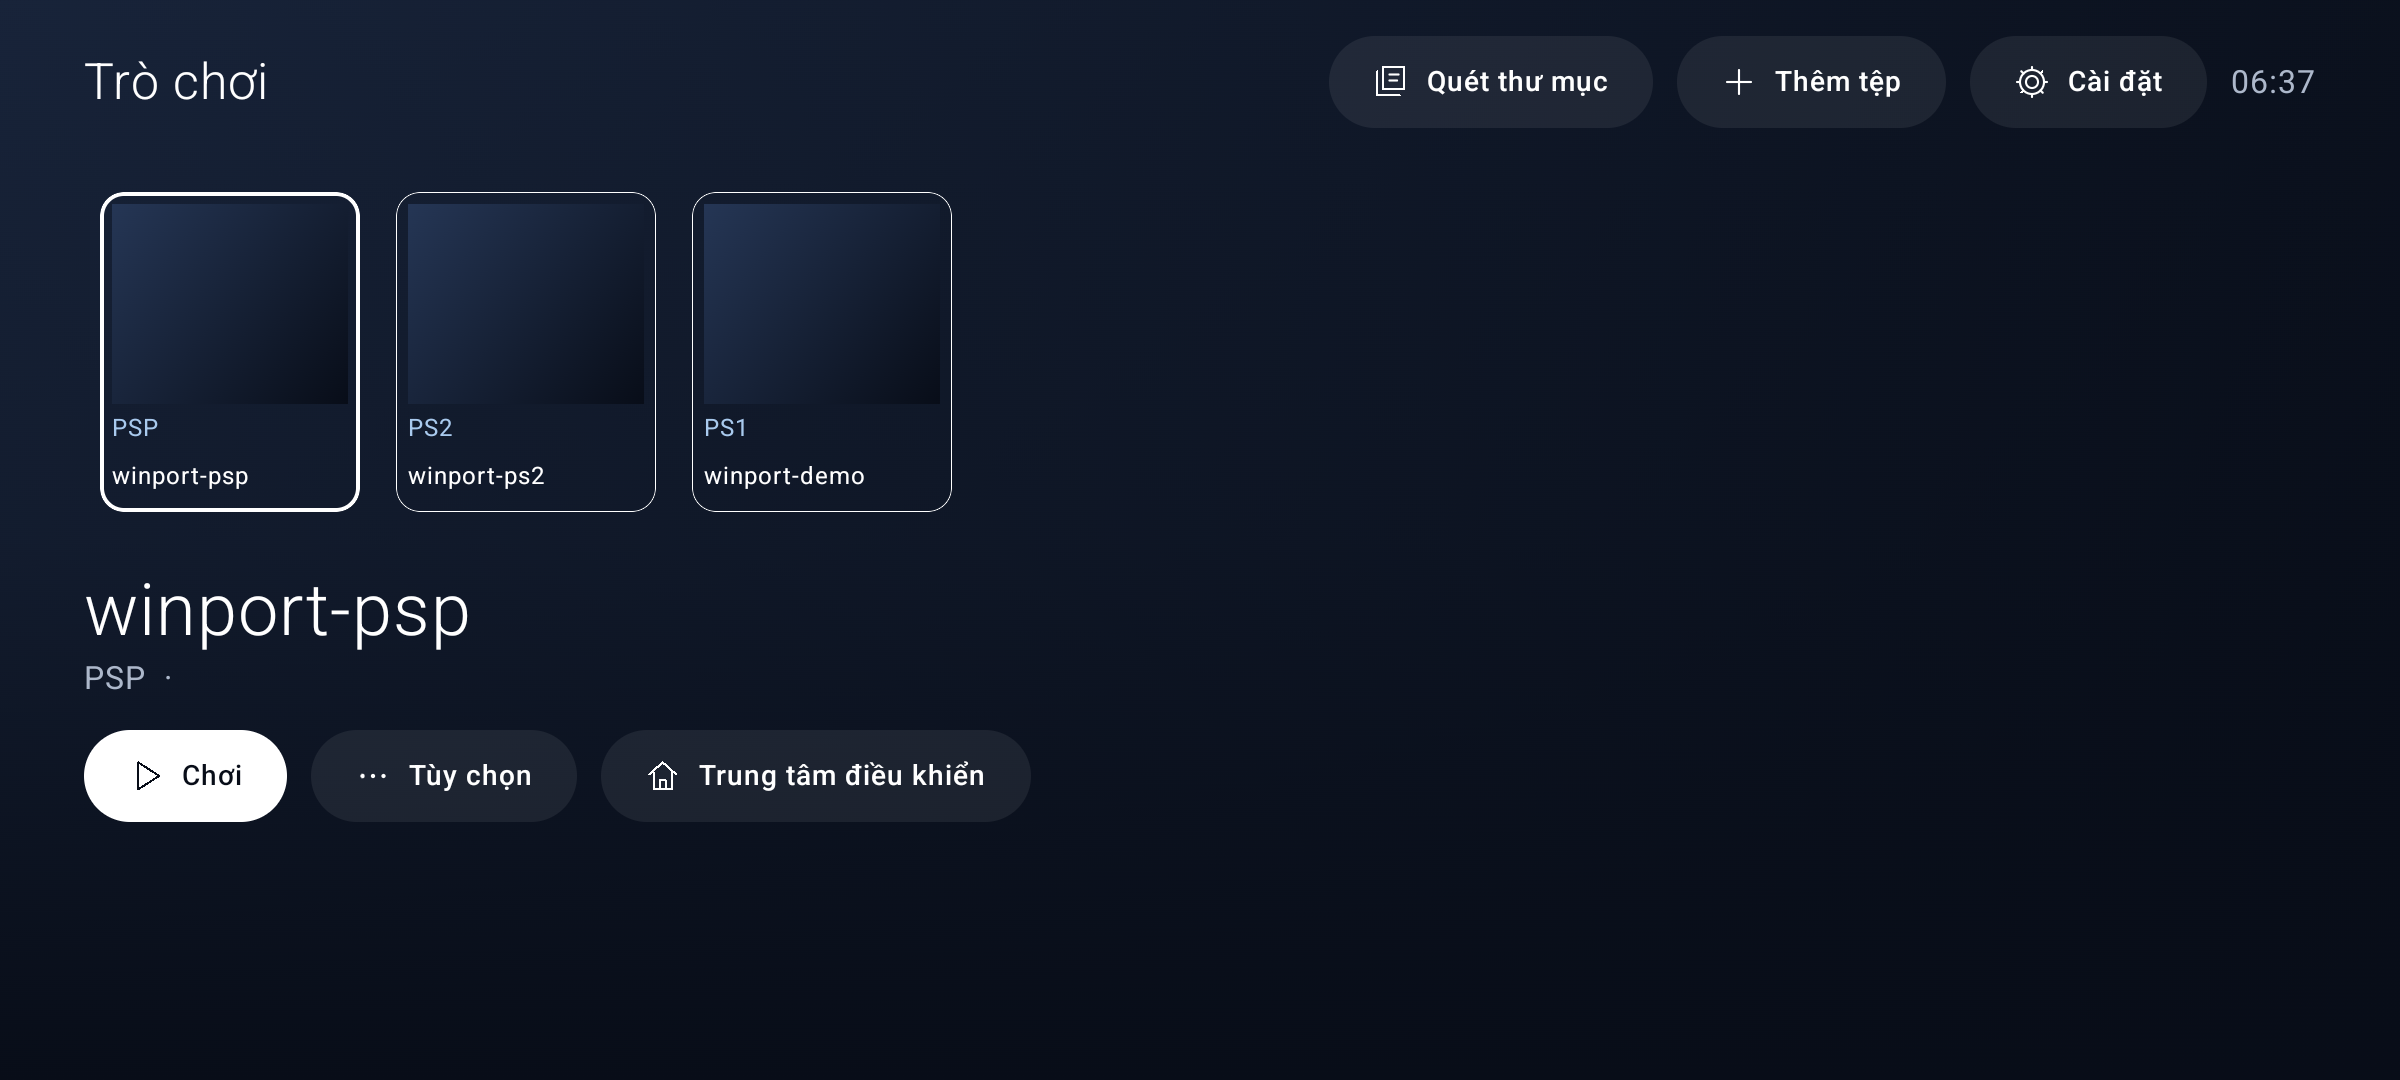 Trò chơi
Quét thư mục
Thêm tệp
Cài đặt
06:37
PSP
winport-psp
PS2
winport-ps2
PS1
winport-demo
winport-psp
PSP ·
Chơi
Tùy chọn
Trung tâm điều khiển